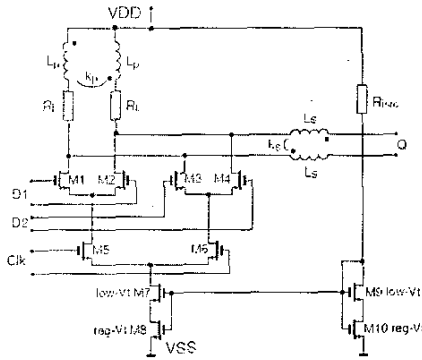 VDD
Lp
kp
Lp
RL
RL
Ls
ks
Ls
Q
M1
M2
M3
M4
D1
D2
M5
M6
Clk
low-Vt M7
M9 low-Vt
reg-Vt M8
VSS
M10 reg-Vt